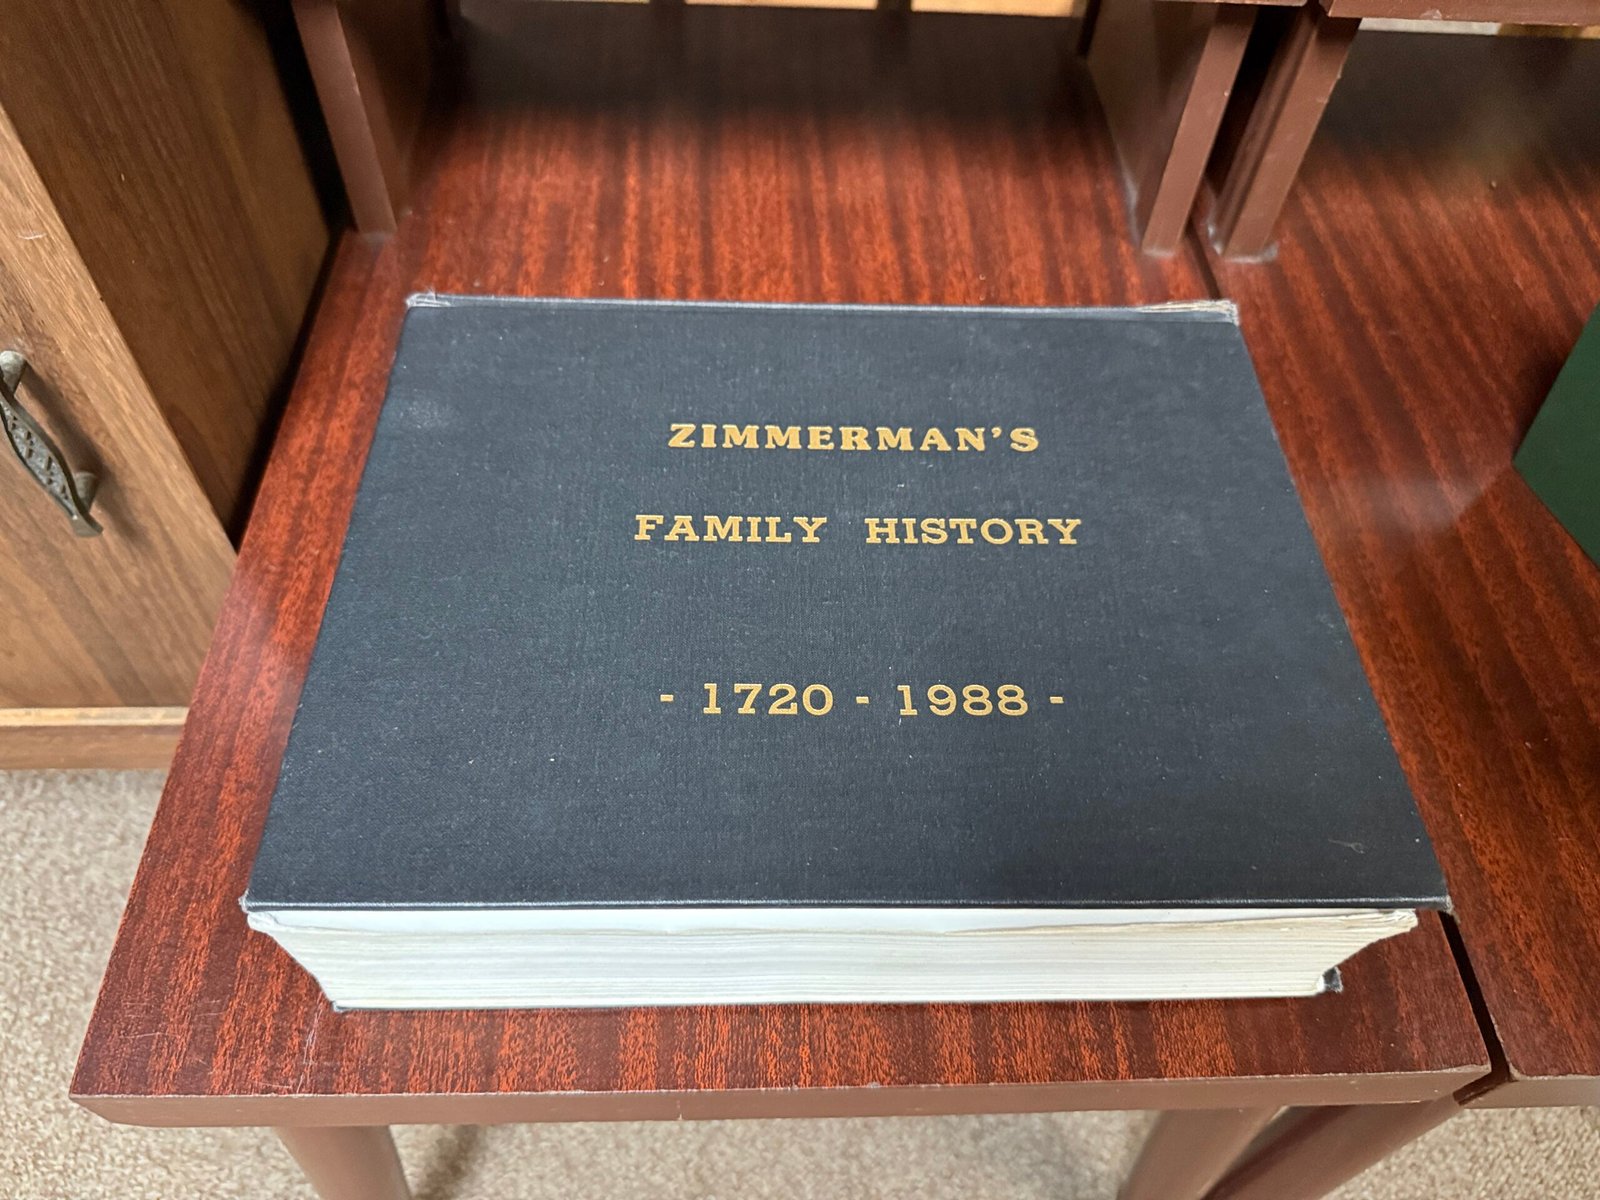 ZIMMERMAN'S
FAMILY HISTORY
- 1720 - 1988 -